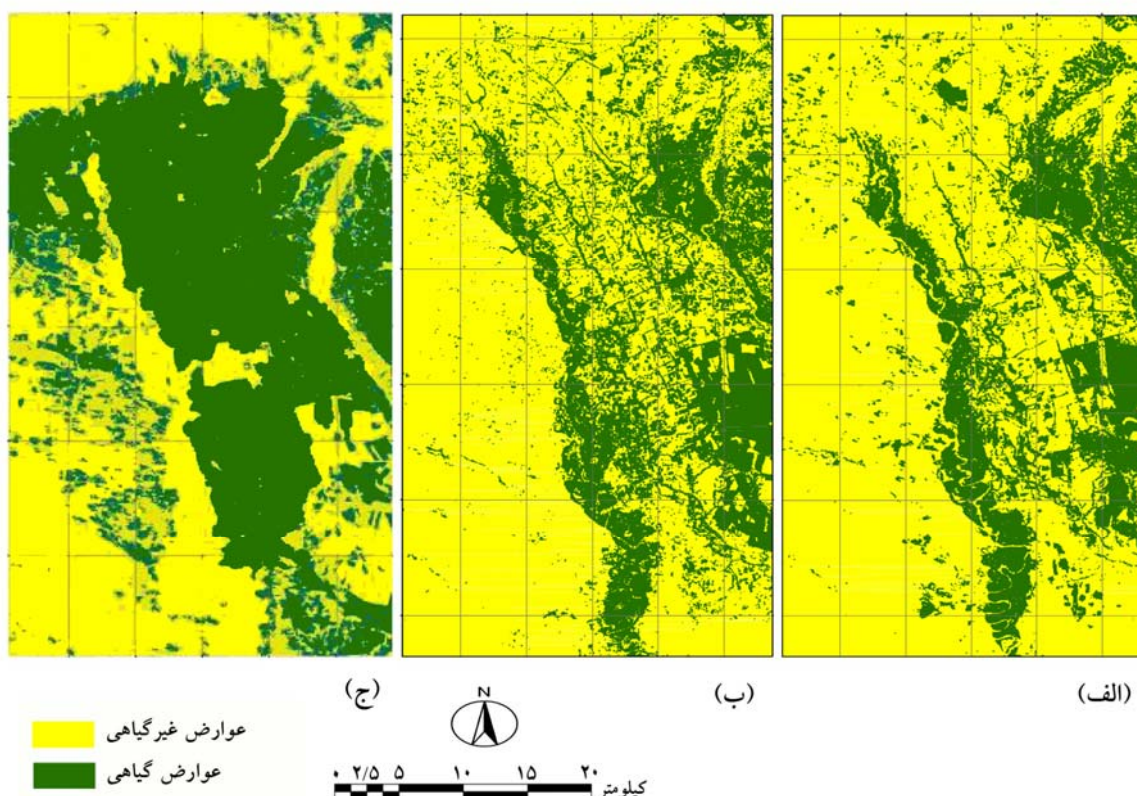 (الف)
(ب)
(ج)
N
عوارض غیرگیاهی
عوارض گیاهی
۰ ۲/۵ ۵ ۱۰ ۱۵ ۲۰
کیلومتر